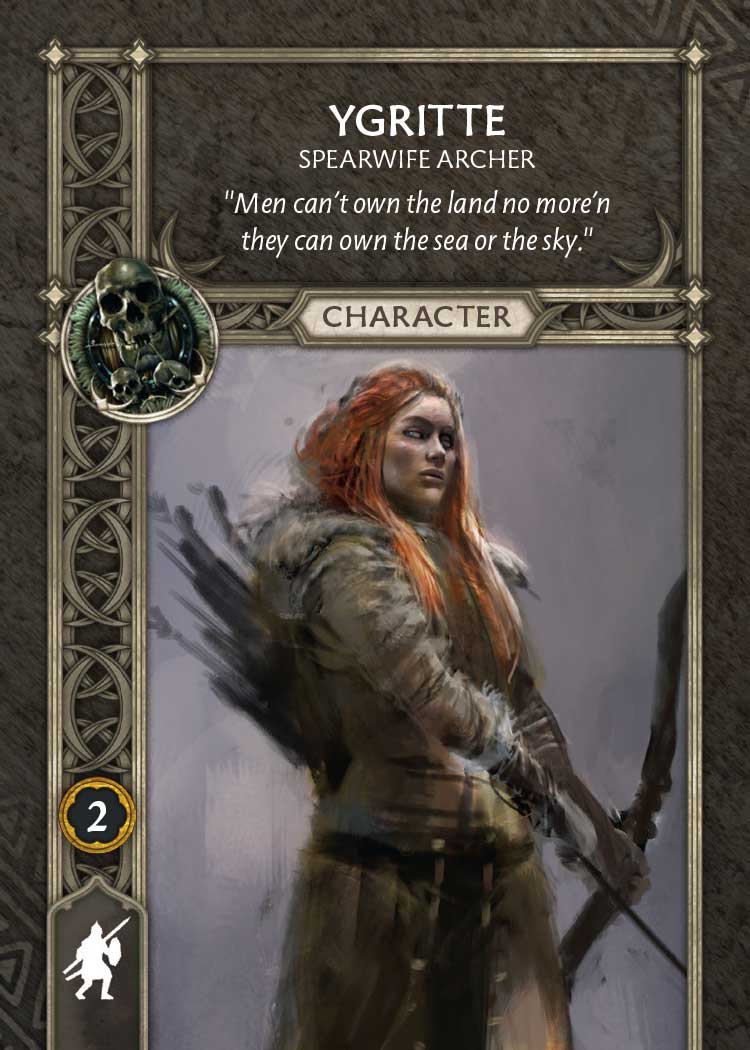 YGRITTE
SPEARWIFE ARCHER
"Men can't own the land no more'n
they can own the sea or the sky."
CHARACTER
2